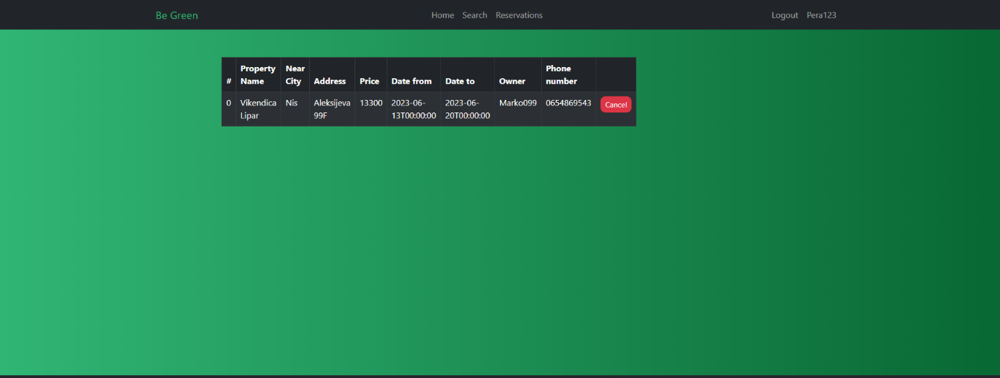 Be Green
Home Search Reservations
Logout Pera123
# Property Name Near City Address Price Date from Date to Owner Phone number
0 Vikendica Lipar Nis Aleksijeva 99F 13300 2023-06-13T00:00:00 2023-06-20T00:00:00 Marko099 0654869543 Cancel